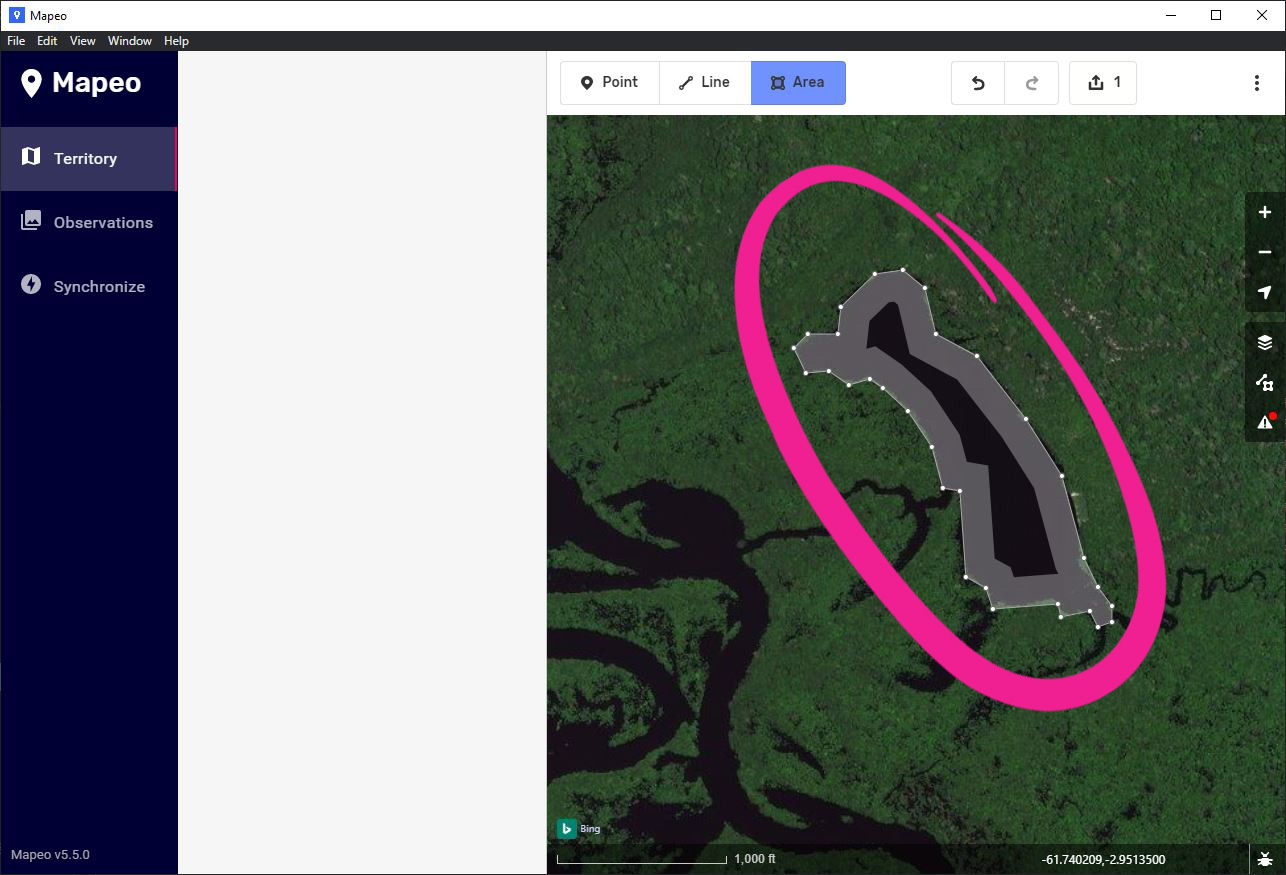 Mapeo
File Edit View Window Help
Mapeo
Territory
Observations
Synchronize
Mapeo v5.5.0
Point Line Area 1
Bing
1,000 ft
-61.740209,-2.9513500